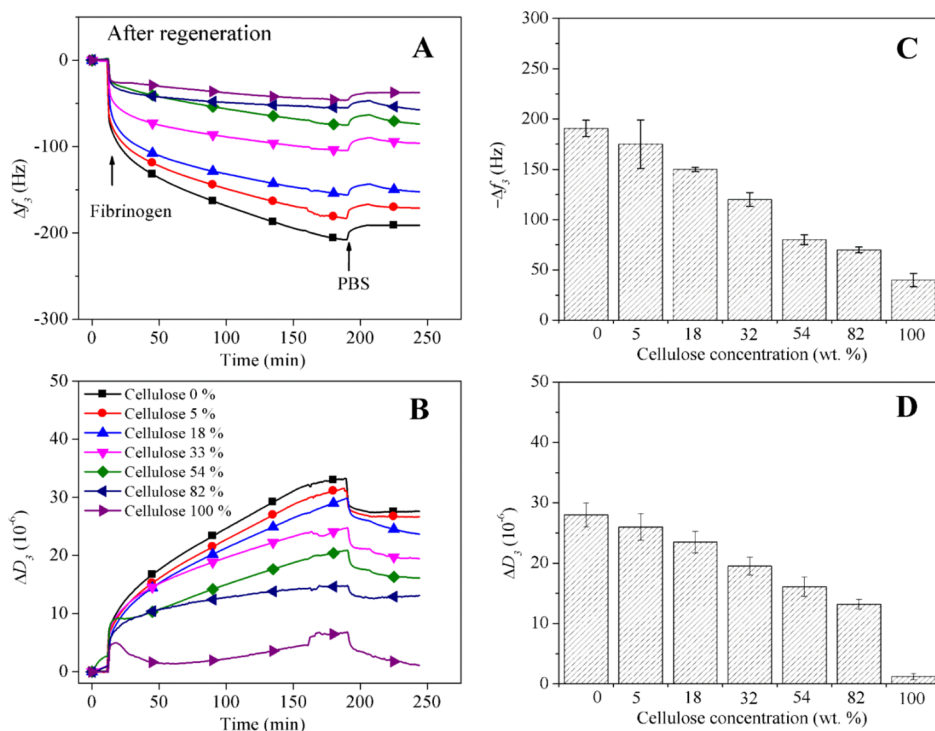 After regeneration
A
0
-100
-200
-300
Δf₃ (Hz)
Fibrinogen
PBS
0 50 100 150 200 250
Time (min)
C
300
250
200
150
100
50
0
−Δf₃ (Hz)
0 5 18 32 54 82 100
Cellulose concentration (wt. %)
B
50
40
30
20
10
0
ΔD₃ (10⁻⁶)
Cellulose 0 %
Cellulose 5 %
Cellulose 18 %
Cellulose 33 %
Cellulose 54 %
Cellulose 82 %
Cellulose 100 %
0 50 100 150 200 250
Time (min)
D
50
40
30
20
10
0
ΔD₃ (10⁻⁶)
0 5 18 32 54 82 100
Cellulose concentration (wt. %)